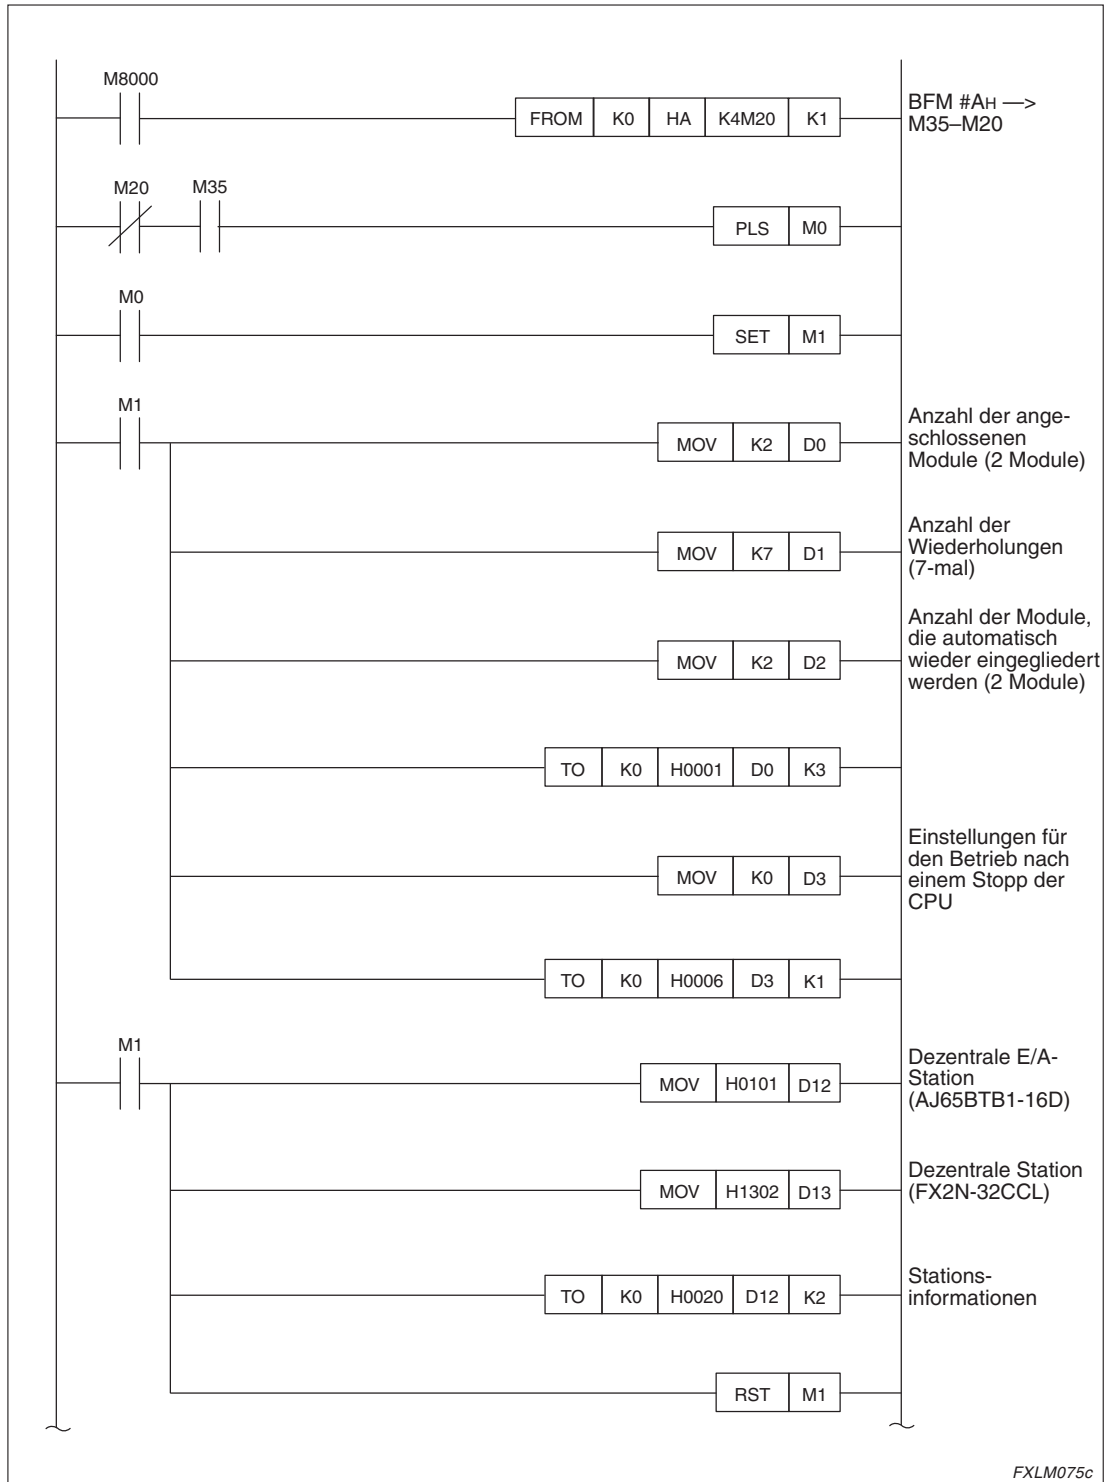 M8000
FROM K0 HA K4M20 K1
BFM #AH —>
M35–M20
M20 M35
PLS M0
M0
SET M1
M1
MOV K2 D0
Anzahl der ange-
schlossenen
Module (2 Module)
MOV K7 D1
Anzahl der
Wiederholungen
(7-mal)
MOV K2 D2
Anzahl der Module,
die automatisch
wieder eingegliedert
werden (2 Module)
TO K0 H0001 D0 K3
MOV K0 D3
Einstellungen für
den Betrieb nach
einem Stopp der
CPU
TO K0 H0006 D3 K1
M1
MOV H0101 D12
Dezentrale E/A-
Station
(AJ65BTB1-16D)
MOV H1302 D13
Dezentrale Station
(FX2N-32CCL)
TO K0 H0020 D12 K2
Stations-
informationen
RST M1
FXLM075c